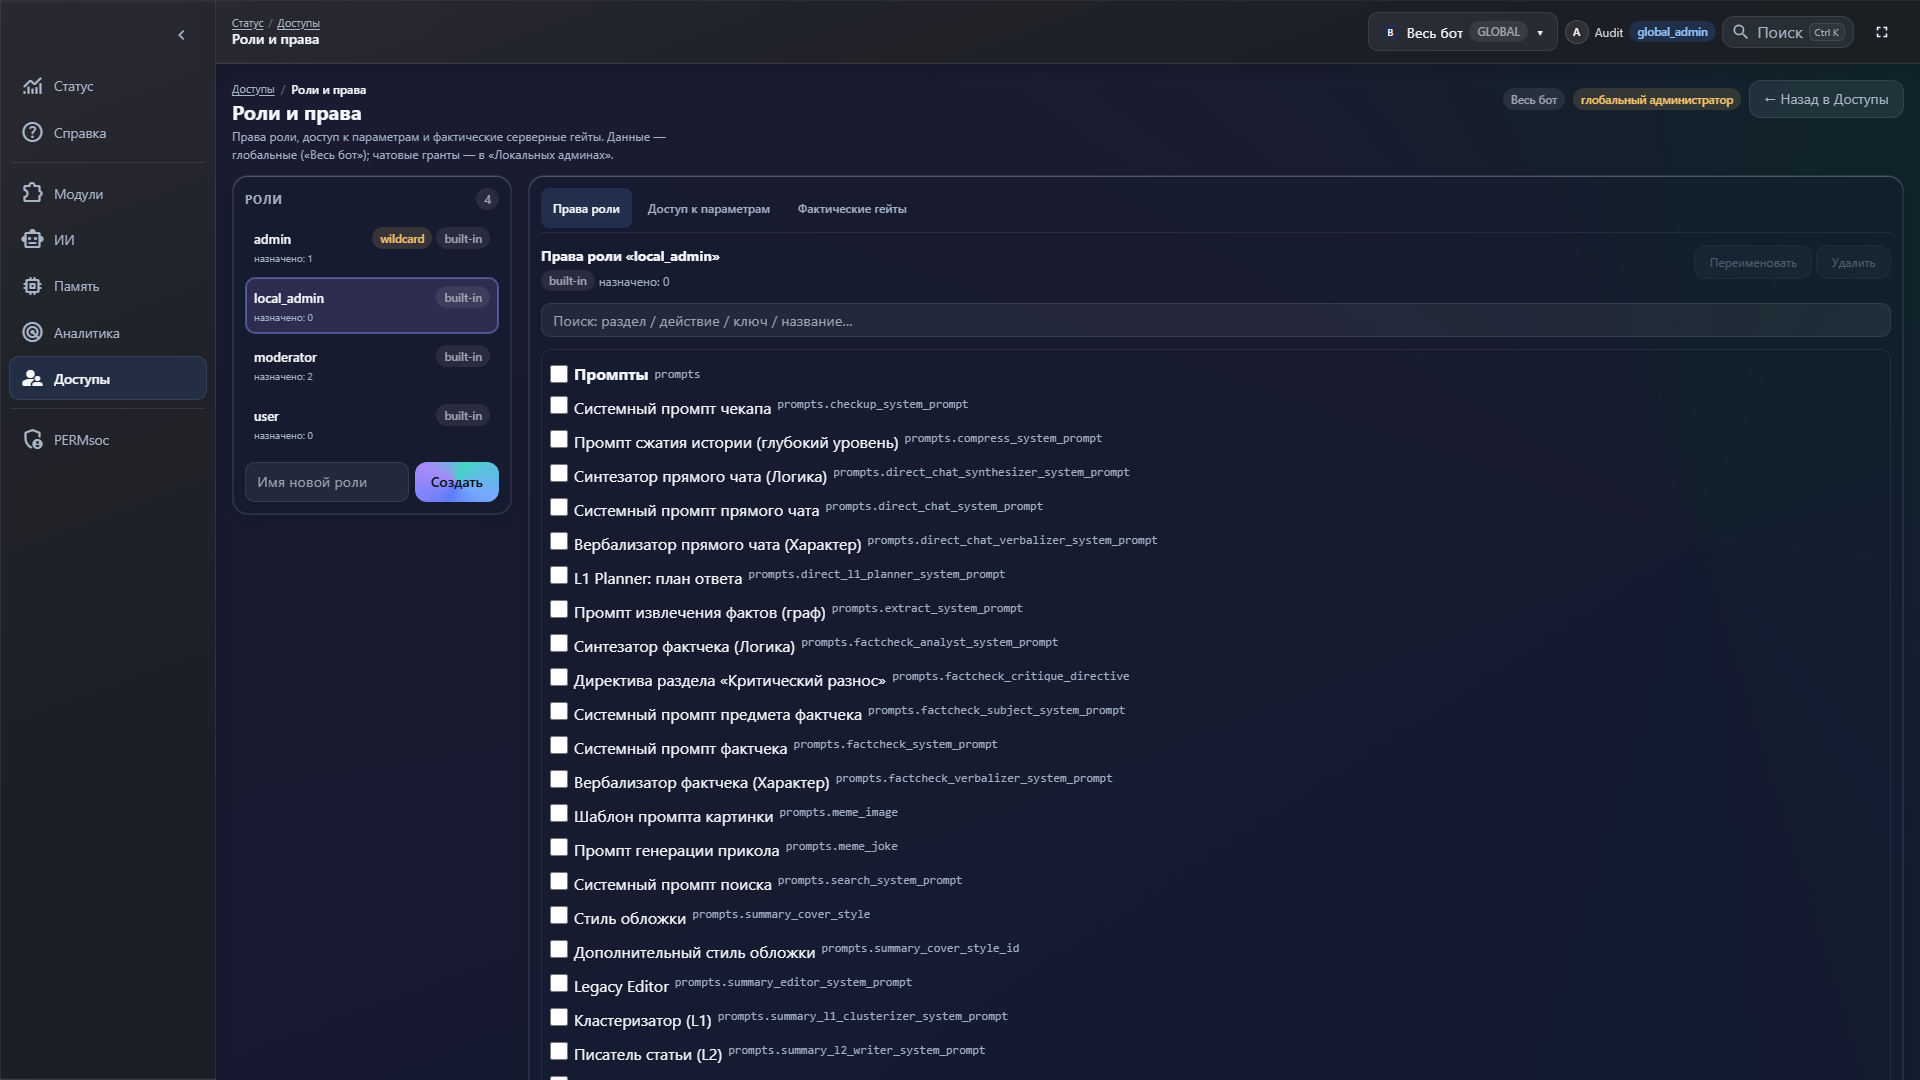 Статус
Справка
Модули
ИИ
Память
Аналитика
Доступы
PERMsoc
Статус / Доступы
Роли и права
B Весь бот GLOBAL ▾
A Audit global_admin
Поиск Ctrl K
Доступы / Роли и права
Роли и права
Права роли, доступ к параметрам и фактические серверные гейты. Данные —
глобальные («Весь бот»); чатовые гранты — в «Локальных админах».
Весь бот глобальный администратор ← Назад в Доступы
РОЛИ 4
admin wildcard built-in
назначено: 1
local_admin built-in
назначено: 0
moderator built-in
назначено: 2
user built-in
назначено: 0
Имя новой роли Создать
Права роли Доступ к параметрам Фактические гейты
Права роли «local_admin»
built-in назначено: 0
Переименовать Удалить
Поиск: раздел / действие / ключ / название...
Промпты prompts
Системный промпт чекапа prompts.checkup_system_prompt
Промпт сжатия истории (глубокий уровень) prompts.compress_system_prompt
Синтезатор прямого чата (Логика) prompts.direct_chat_synthesizer_system_prompt
Системный промпт прямого чата prompts.direct_chat_system_prompt
Вербализатор прямого чата (Характер) prompts.direct_chat_verbalizer_system_prompt
L1 Planner: план ответа prompts.direct_l1_planner_system_prompt
Промпт извлечения фактов (граф) prompts.extract_system_prompt
Синтезатор фактчека (Логика) prompts.factcheck_analyst_system_prompt
Директива раздела «Критический разнос» prompts.factcheck_critique_directive
Системный промпт предмета фактчека prompts.factcheck_subject_system_prompt
Системный промпт фактчека prompts.factcheck_system_prompt
Вербализатор фактчека (Характер) prompts.factcheck_verbalizer_system_prompt
Шаблон промпта картинки prompts.meme_image
Промпт генерации прикола prompts.meme_joke
Системный промпт поиска prompts.search_system_prompt
Стиль обложки prompts.summary_cover_style
Дополнительный стиль обложки prompts.summary_cover_style_id
Legacy Editor prompts.summary_editor_system_prompt
Кластеризатор (L1) prompts.summary_l1_clusterizer_system_prompt
Писатель статьи (L2) prompts.summary_l2_writer_system_prompt